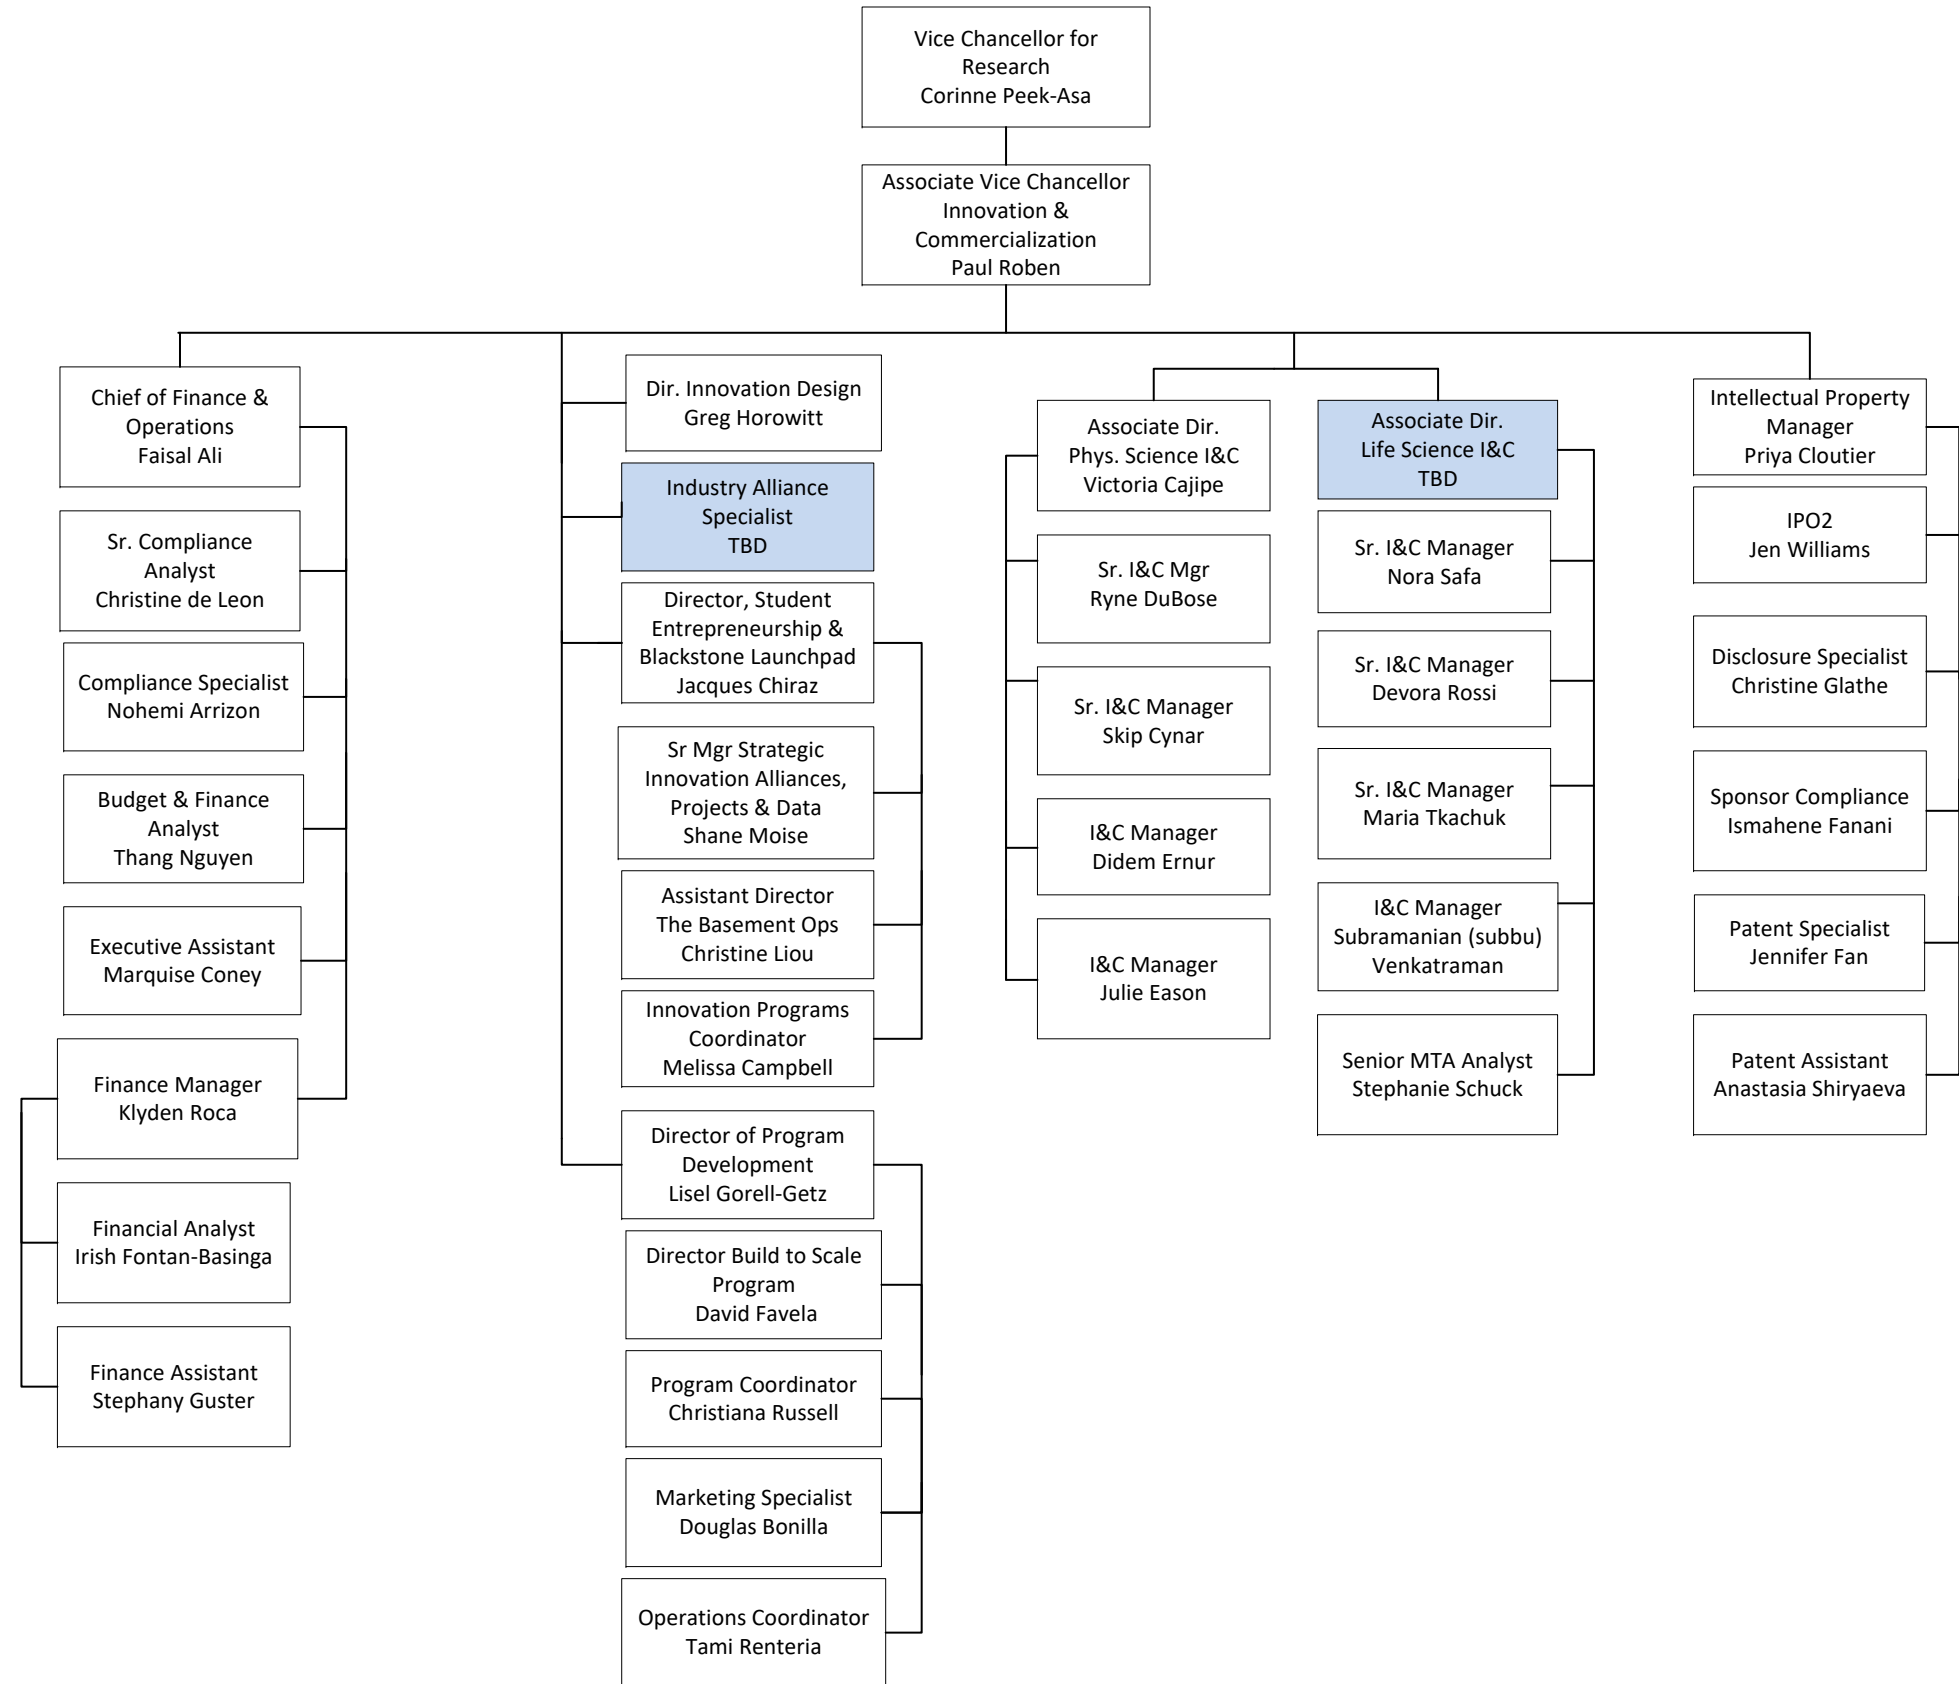 Vice Chancellor for
Research
Corinne Peek-Asa
Associate Vice Chancellor
Innovation &
Commercialization
Paul Roben
Chief of Finance &
Operations
Faisal Ali
Sr. Compliance
Analyst
Christine de Leon
Compliance Specialist
Nohemi Arrizon
Budget & Finance
Analyst
Thang Nguyen
Executive Assistant
Marquise Coney
Finance Manager
Klyden Roca
Financial Analyst
Irish Fontan-Basinga
Finance Assistant
Stephany Guster
Dir. Innovation Design
Greg Horowitt
Industry Alliance
Specialist
TBD
Director, Student
Entrepreneurship &
Blackstone Launchpad
Jacques Chiraz
Sr Mgr Strategic
Innovation Alliances,
Projects & Data
Shane Moise
Assistant Director
The Basement Ops
Christine Liou
Innovation Programs
Coordinator
Melissa Campbell
Director of Program
Development
Lisel Gorell-Getz
Director Build to Scale
Program
David Favela
Program Coordinator
Christiana Russell
Marketing Specialist
Douglas Bonilla
Operations Coordinator
Tami Renteria
Associate Dir.
Phys. Science I&C
Victoria Cajipe
Sr. I&C Mgr
Ryne DuBose
Sr. I&C Manager
Skip Cynar
I&C Manager
Didem Ernur
I&C Manager
Julie Eason
Associate Dir.
Life Science I&C
TBD
Sr. I&C Manager
Nora Safa
Sr. I&C Manager
Devora Rossi
Sr. I&C Manager
Maria Tkachuk
I&C Manager
Subramanian (subbu)
Venkatraman
Senior MTA Analyst
Stephanie Schuck
Intellectual Property
Manager
Priya Cloutier
IPO2
Jen Williams
Disclosure Specialist
Christine Glathe
Sponsor Compliance
Ismahene Fanani
Patent Specialist
Jennifer Fan
Patent Assistant
Anastasia Shiryaeva